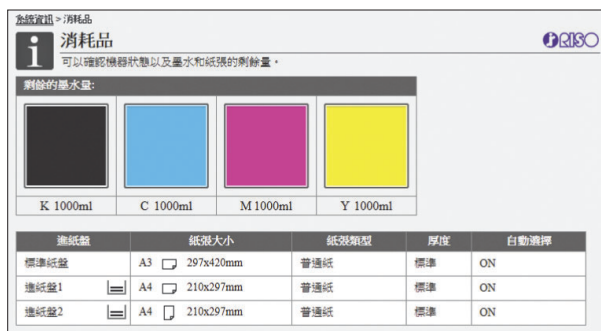 系統資訊 > 消耗品
消耗品
RISO
可以確認機器狀態以及墨水和紙張的剩餘量。
剩餘的墨水量:
K 1000ml C 1000ml M 1000ml Y 1000ml
進紙盤 紙張大小 紙張類型 厚度 自動選擇
標準紙盤 A3 297x420mm 普通紙 標準 ON
進紙盤1 A4 210x297mm 普通紙 標準 ON
進紙盤2 A4 210x297mm 普通紙 標準 ON